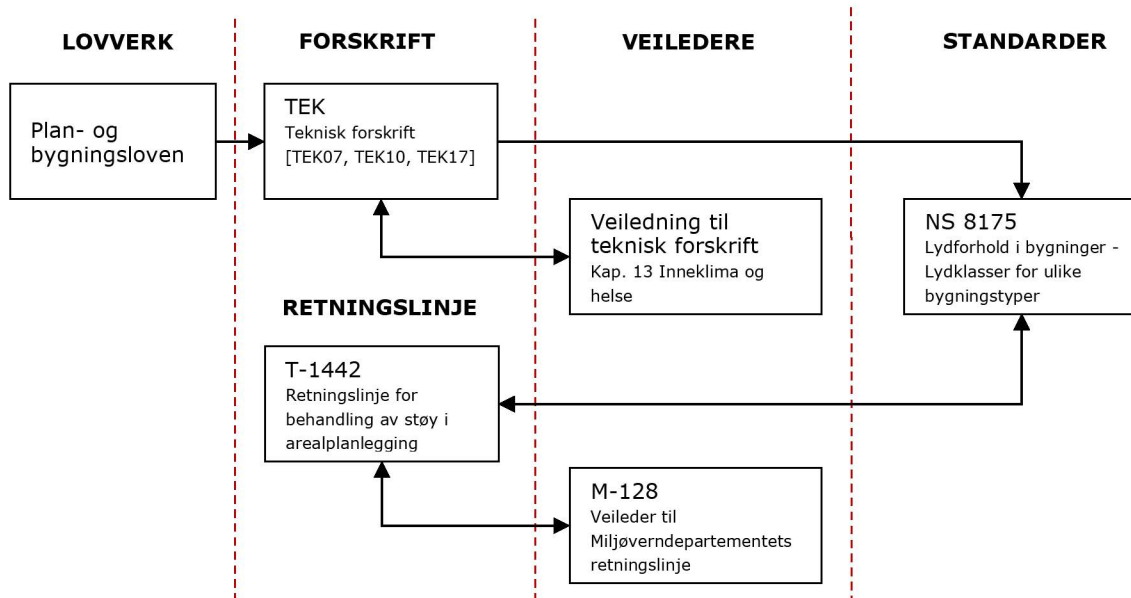 LOVVERK
FORSKRIFT
VEILEDERE
STANDARDER
Plan- og
bygningsloven
TEK
Teknisk forskrift
[TEK07, TEK10, TEK17]
Veiledning til
teknisk forskrift
Kap. 13 Inneklima og
helse
NS 8175
Lydforhold i bygninger -
Lydklasser for ulike
bygningstyper
RETNINGSLINJE
T-1442
Retningslinje for
behandling av støy i
arealplanlegging
M-128
Veileder til
Miljøverndepartementets
retningslinje